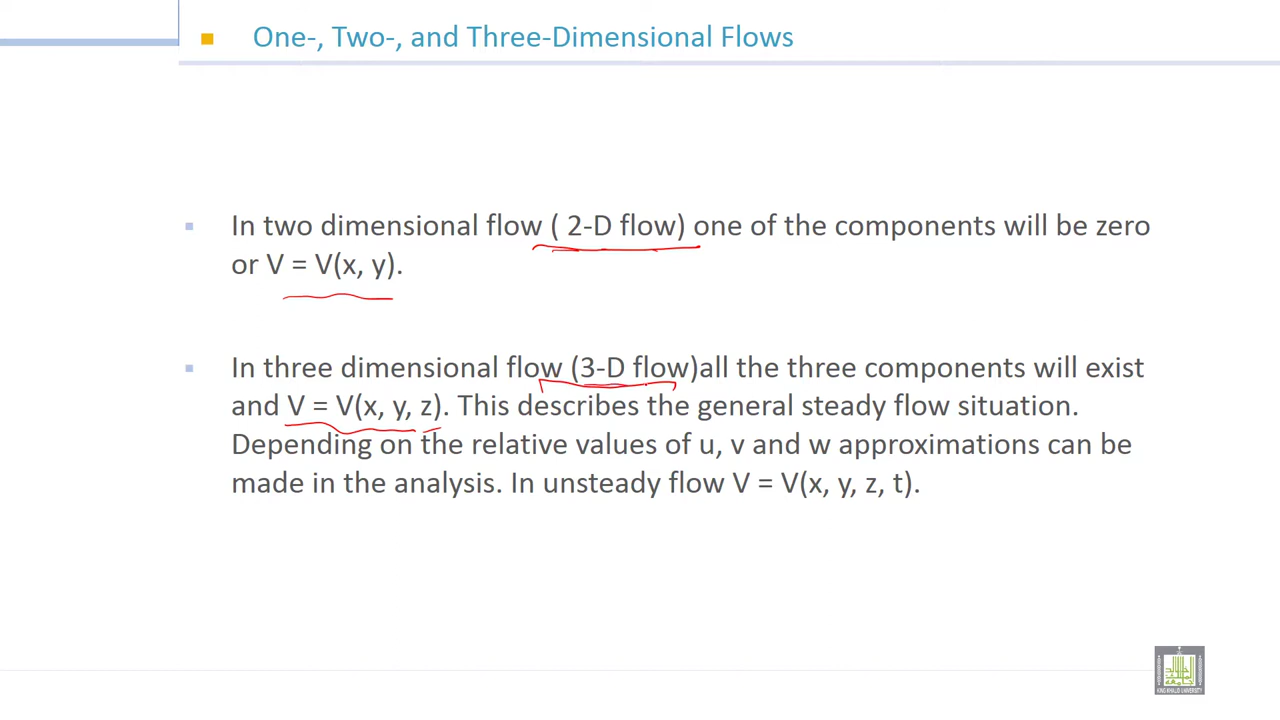 One-, Two-, and Three-Dimensional Flows
In two dimensional flow ( 2-D flow) one of the components will be zero
or V = V(x, y).
In three dimensional flow (3-D flow)all the three components will exist
and V = V(x, y, z). This describes the general steady flow situation.
Depending on the relative values of u, v and w approximations can be
made in the analysis. In unsteady flow V = V(x, y, z, t).
KING KHALID UNIVERSITY